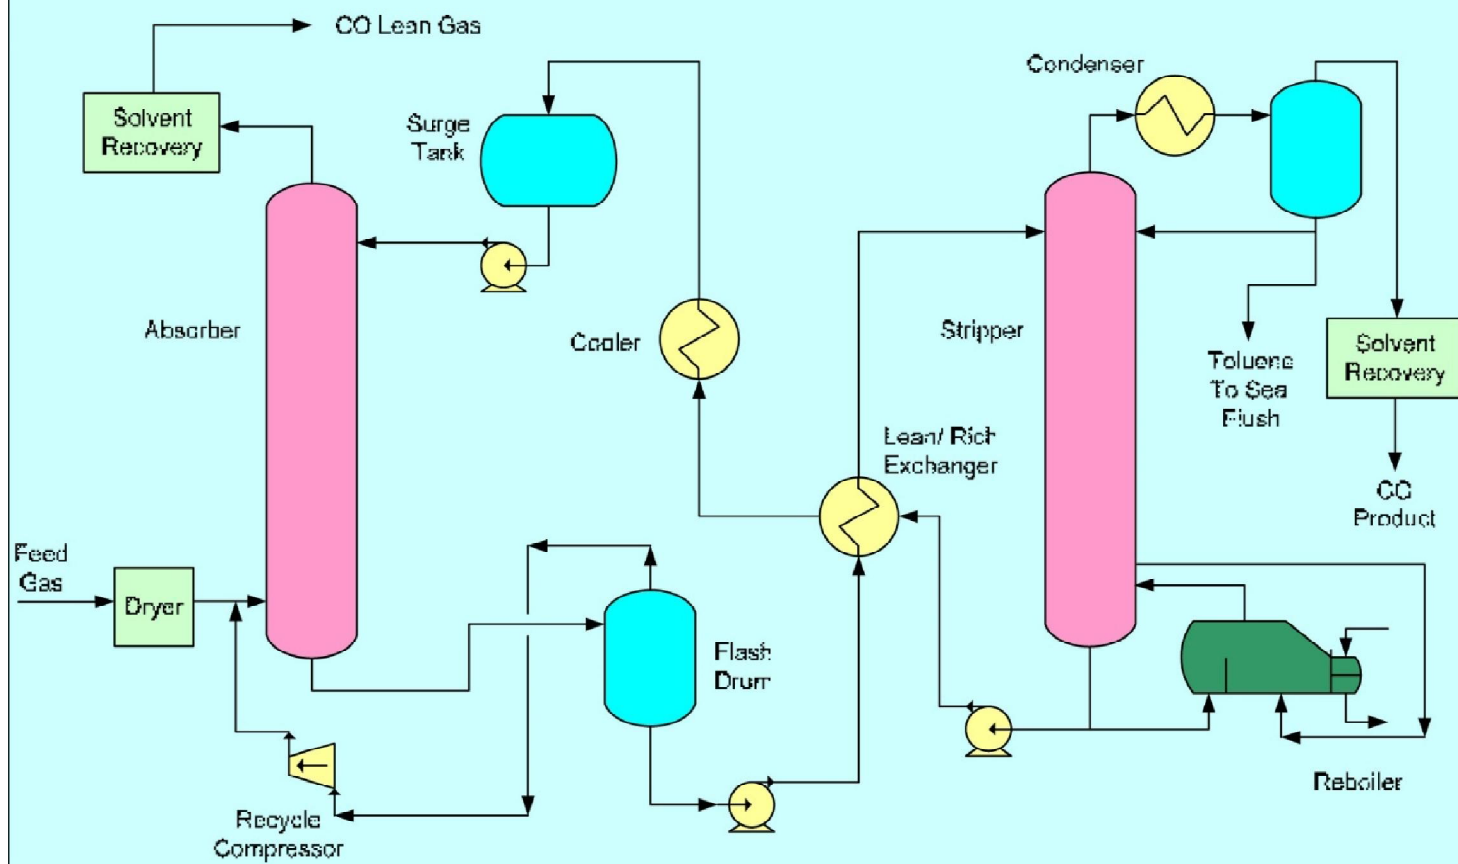 CO Lean Gas
Condenser
Solvent
Recovery
Surge
Tank
Absorber
Cooler
Stripper
Toluene
To Sea
Flush
Solvent
Recovery
Lean/ Rich
Exchanger
CO
Product
Feed
Gas
Dryer
Flash
Drum
Reboiler
Recycle
Compressor